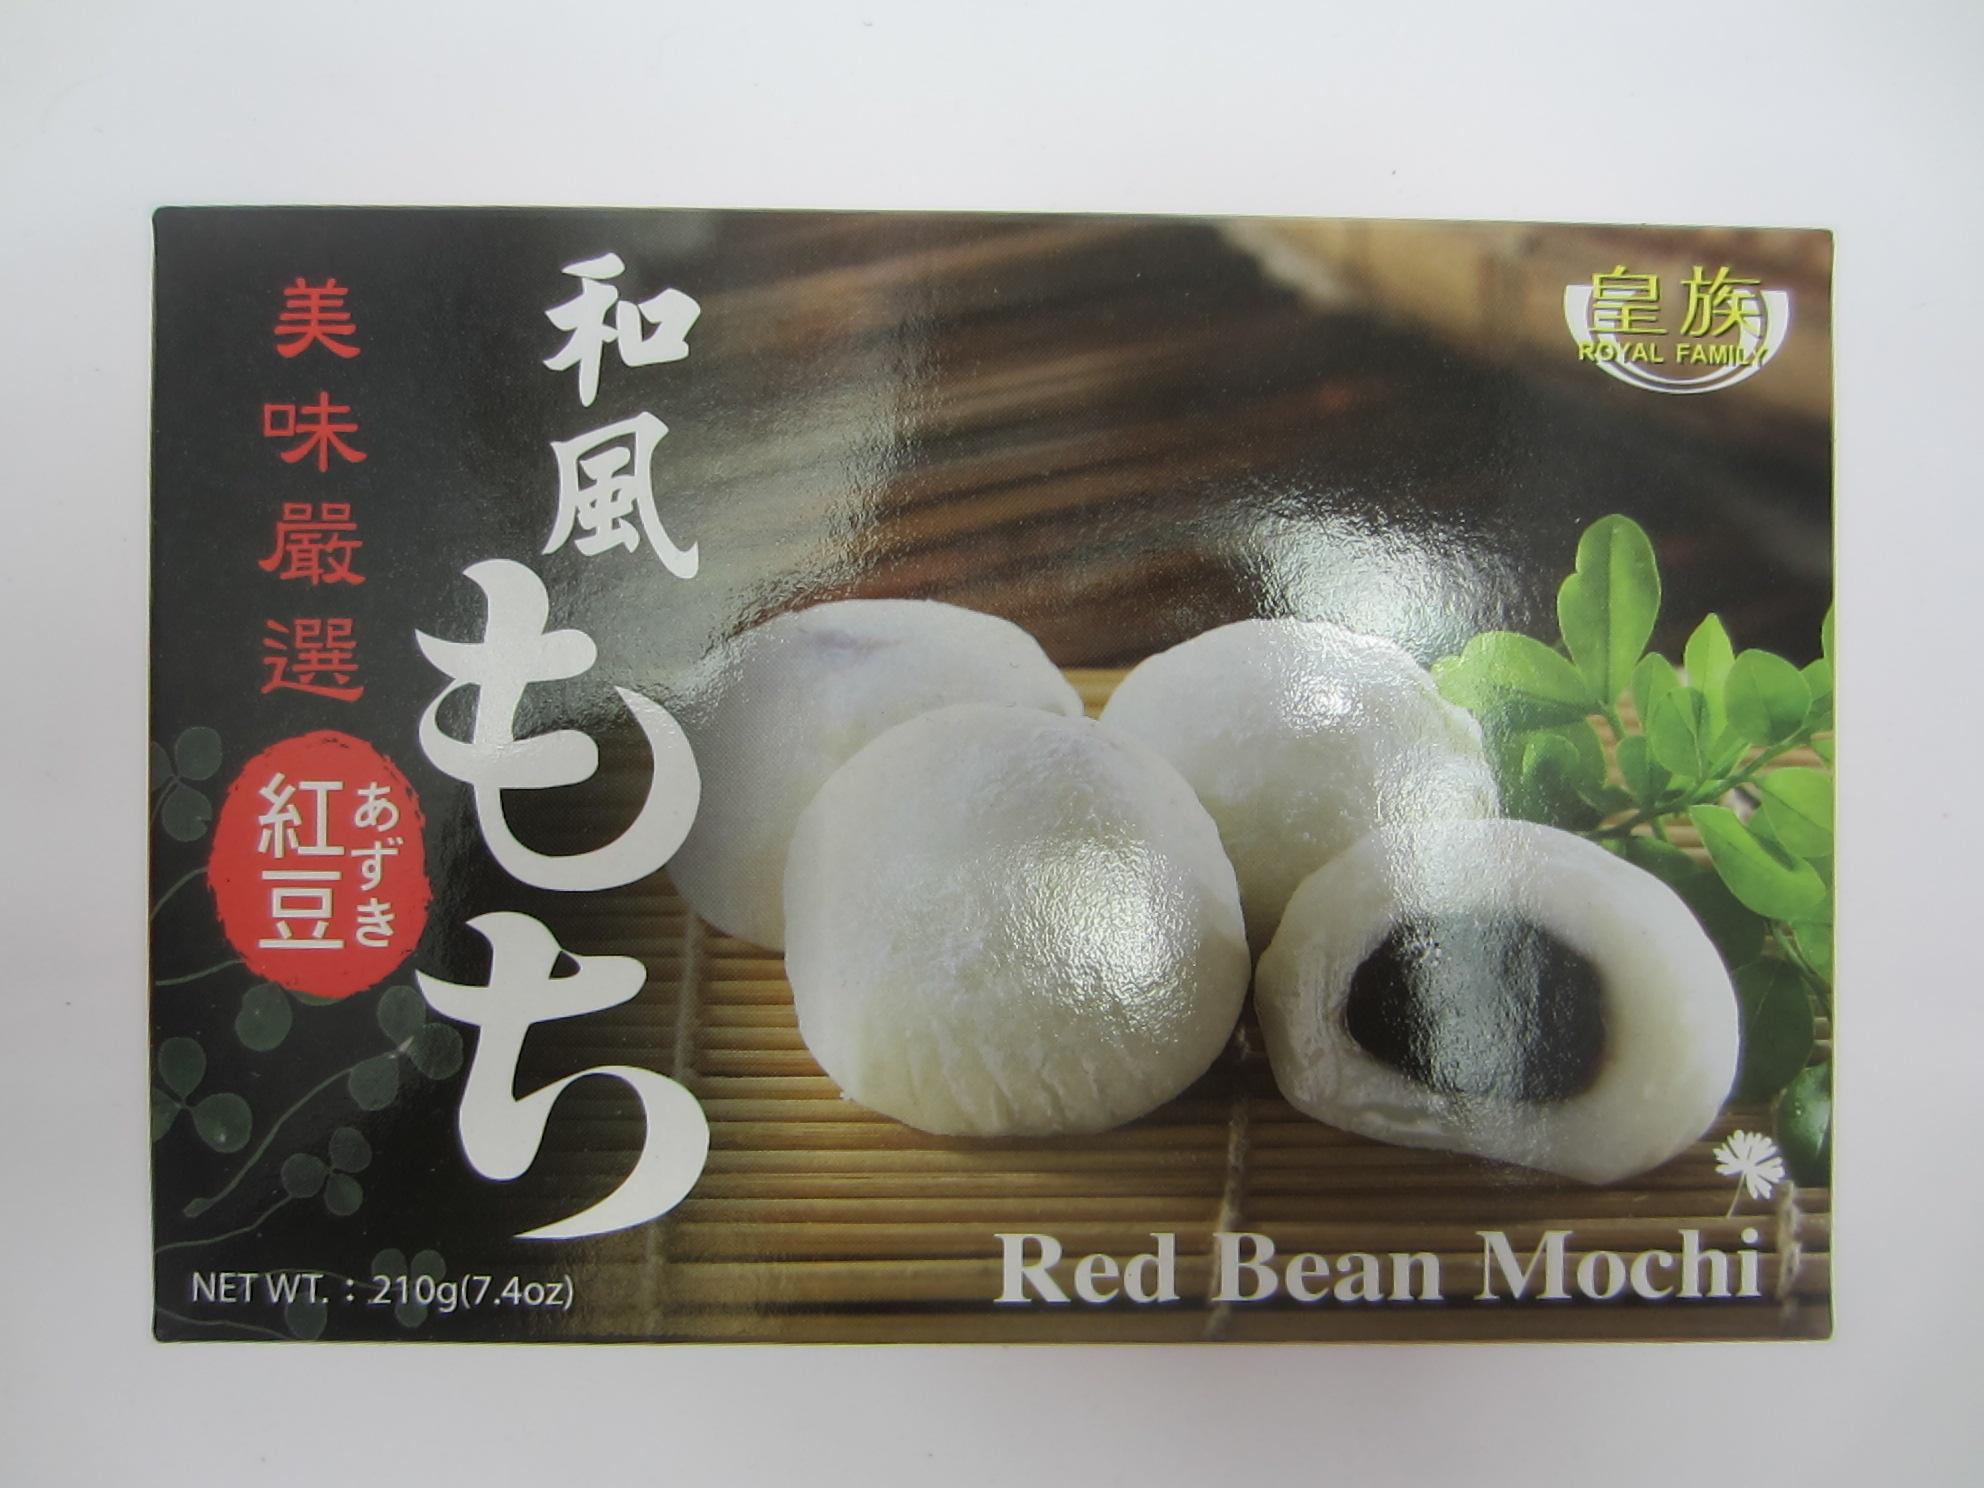 皇族
ROYAL FAMILY
和風
もち
美味嚴選
あずき
紅豆
Red Bean Mochi
NET WT.：210g(7.4oz)